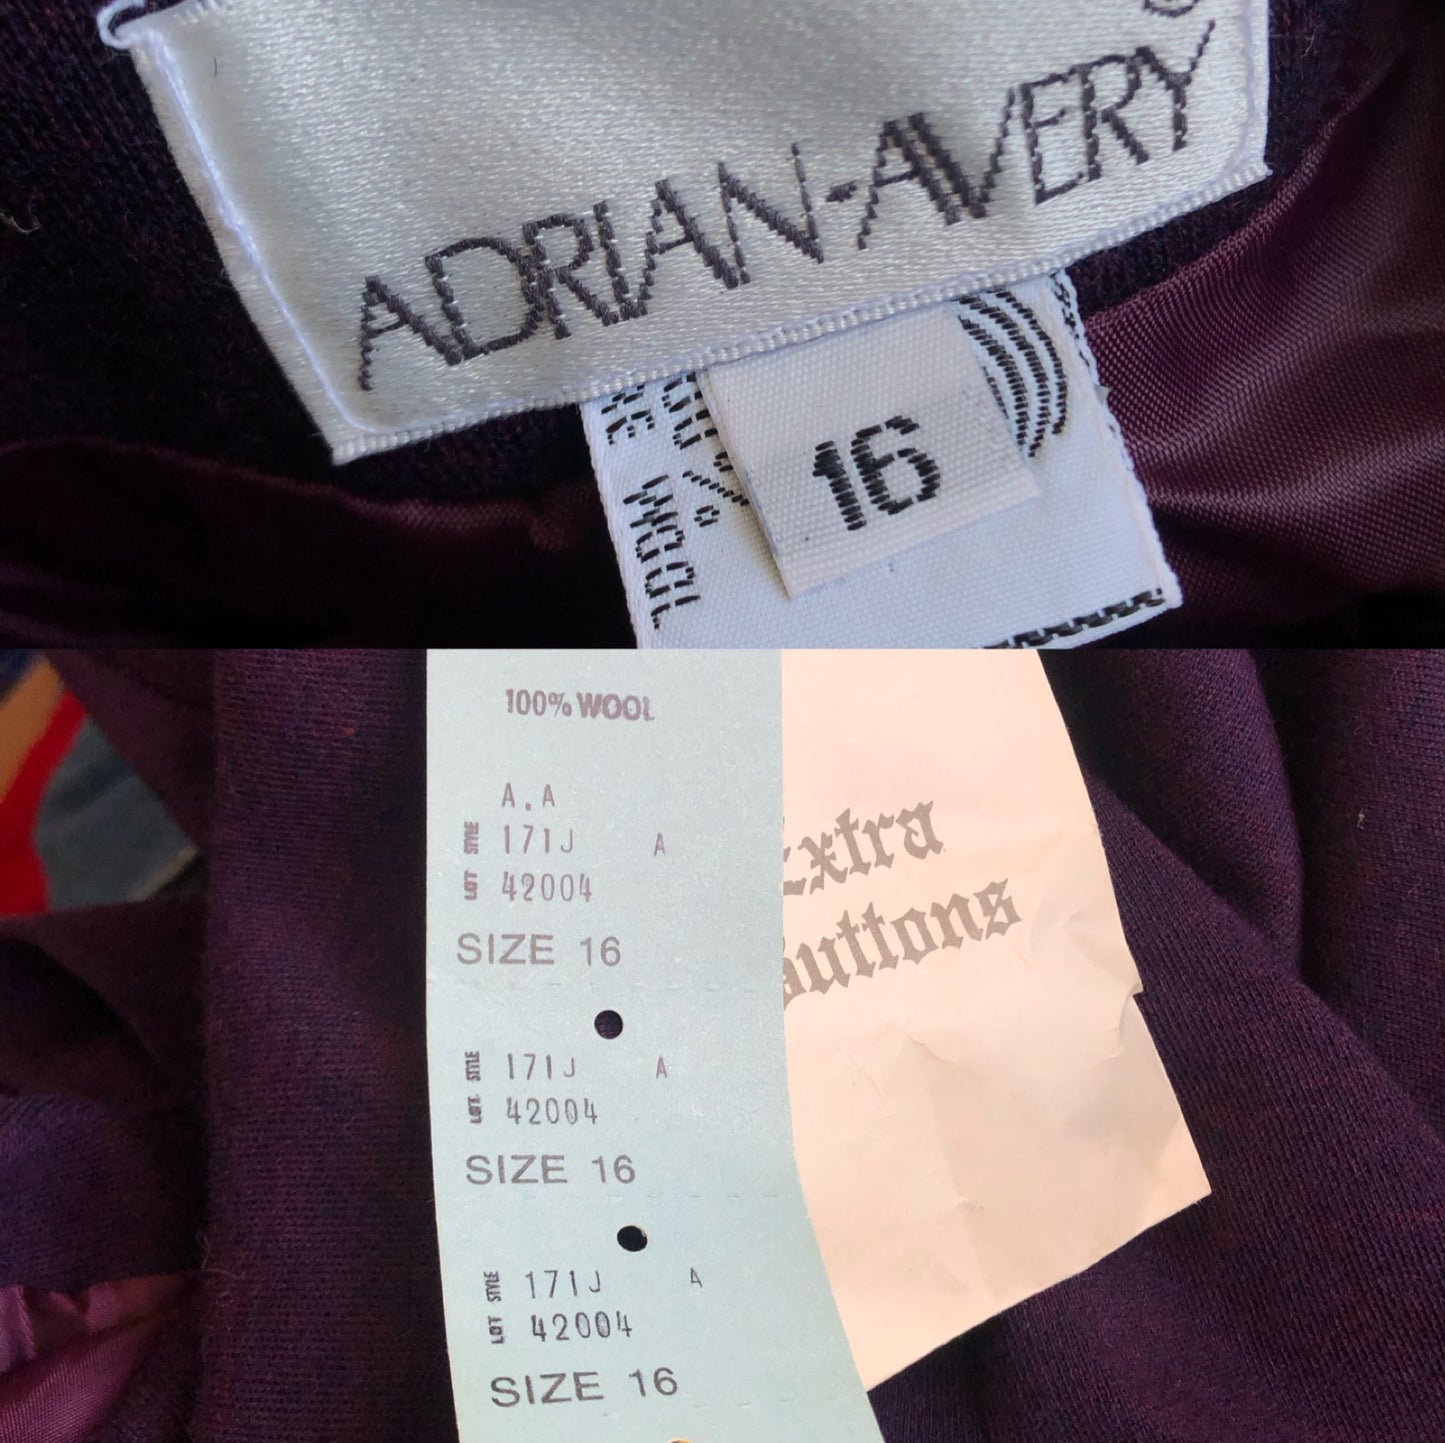 ADRIAN-AVERY
16
WOOL
100% WOOL
A.A
STYLE 171J A
LOT 42004
SIZE 16
STYLE 171J A
LOT. 42004
SIZE 16
STYLE 171J A
LOT 42004
SIZE 16
Extra
Buttons